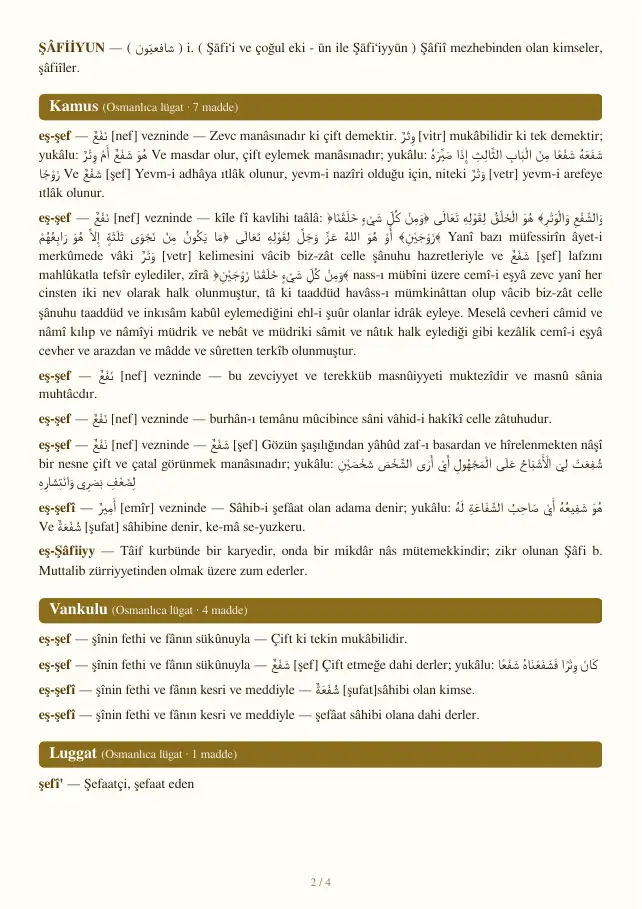 ŞÂFİİYUN — ( شافعيّون ) i. ( Şāfi‘i ve çoğul eki - ün ile Şāfi‘iyyün ) Şâfiî mezhebinden olan kimseler,
şâfiîler.
Kamus (Osmanlıca lügat · 7 madde)
eş-şef — نَفْعٌ [nef] vezninde — Zevc manâsınadır ki çift demektir. وِتْرٌ [vitr] mukâbilidir ki tek demektir;
yukâlu: هُوَ شَفْعٌ أَمْ وِتْرٌ Ve masdar olur, çift eylemek manâsınadır; yukâlu: شَفَعَهُ شَفْعًا مِنَ الْبَابِ الثَّالِثِ إِذَا صَيَّرَهُ
زَوْجًا Ve شَفْعٌ [şef] Yevm-i adhâya ıtlâk olunur, yevm-i nazîri olduğu için, niteki وَتْرٌ [vetr] yevm-i arefeye
ıtlâk olunur.
eş-şef — نَفْعٌ [nef] vezninde — kîle fî kavlihi taâlâ: وَالشَّفْعِ وَالْوَتْرِ﴾ هُوَ الْخَلْقُ لِقَوْلِهِ تَعَالَى ﴿وَمِنْ كُلِّ شَيْءٍ خَلَقْنَا﴿
زَوْجَيْنِ﴾ أَوْ هُوَ اللهُ عَزَّ وَجَلَّ لِقَوْلِهِ تَعَالَى ﴿مَا يَكُونُ مِنْ نَجْوَى ثَلٰثَةٍ إِلاَّ هُوَ رَابِعُهُمْ﴾ Yanî bazı müfessirîn âyet-i
merkûmede vâki وَتْرٌ [vetr] kelimesini vâcib biz-zât celle şânuhu hazretleriyle ve شَفْعٌ [şef] lafzını
mahlûkatla tefsîr eylediler, zîrâ ﴿وَمِنْ كُلِّ شَيْءٍ خَلَقْنَا زَوْجَيْنِ﴾ nass-ı mübîni üzere cemî-i eşyâ zevc yanî her
cinsten iki nev olarak halk olunmuştur, tâ ki taaddüd havâss-ı mümkinâttan olup vâcib biz-zât celle
şânuhu taaddüd ve inkısâm kabûl eylemediğini ehl-i şuûr olanlar idrâk eyleye. Meselâ cevheri câmid ve
nâmî kılıp ve nâmîyi müdrik ve nebât ve müdriki sâmit ve nâtık halk eylediği gibi kezâlik cemî-i eşyâ
cevher ve arazdan ve mâdde ve sûretten terkîb olunmuştur.
eş-şef — نَفْعٌ [nef] vezninde — bu zevciyyet ve terekküb masnûiyyeti muktezîdir ve masnû sânia
muhtâcdır.
eş-şef — نَفْعٌ [nef] vezninde — burhân-ı temânu mûcibince sâni vâhid-i hakîkî celle zâtuhudur.
eş-şef — نَفْعٌ [nef] vezninde — شَفْعٌ [şef] Gözün şaşılığından yâhûd zaf-ı basardan ve hîrelenmekten nâşî
bir nesne çift ve çatal görünmek manâsınadır; yukâlu: شُفِعَتْ لِيَ الْأَشْبَاحُ عَلَى الْمَجْهُولِ أَيْ أَرَى الشَّخْصَ شَخْصَيْنِ
لِضَعْفِ بَصَرِي وَانْتِشَارِهِ
eş-şefî — أَمِيرٌ [emîr] vezninde — Sâhib-i şefâat olan adama denir; yukâlu: هُوَ شَفِيعُهُ أَيْ صَاحِبُ الشَّفَاعَةِ لَهُ
Ve شُفْعَةٌ [şufat] sâhibine denir, ke-mâ se-yuzkeru.
eş-Şâfiiyy — Tâif kurbünde bir karyedir, onda bir mikdâr nâs mütemekkindir; zikr olunan Şâfi b.
Muttalib zürriyyetinden olmak üzere zum ederler.
Vankulu (Osmanlıca lügat · 4 madde)
eş-şef — şînin fethi ve fânın sükûnuyla — Çift ki tekin mukâbilidir.
eş-şef — şînin fethi ve fânın sükûnuyla — شَفْعٌ [şef] Çift etmeğe dahi derler; yukâlu: كَانَ وِتْرًا فَشَفَعْنَاهُ شَفْعًا
eş-şefî — şînin fethi ve fânın kesri ve meddiyle — شُفْعَةٌ [şufat]sâhibi olan kimse.
eş-şefî — şînin fethi ve fânın kesri ve meddiyle — şefâat sâhibi olana dahi derler.
Luggat (Osmanlıca lügat · 1 madde)
şefî' — Şefaatçi, şefaat eden
2 / 4